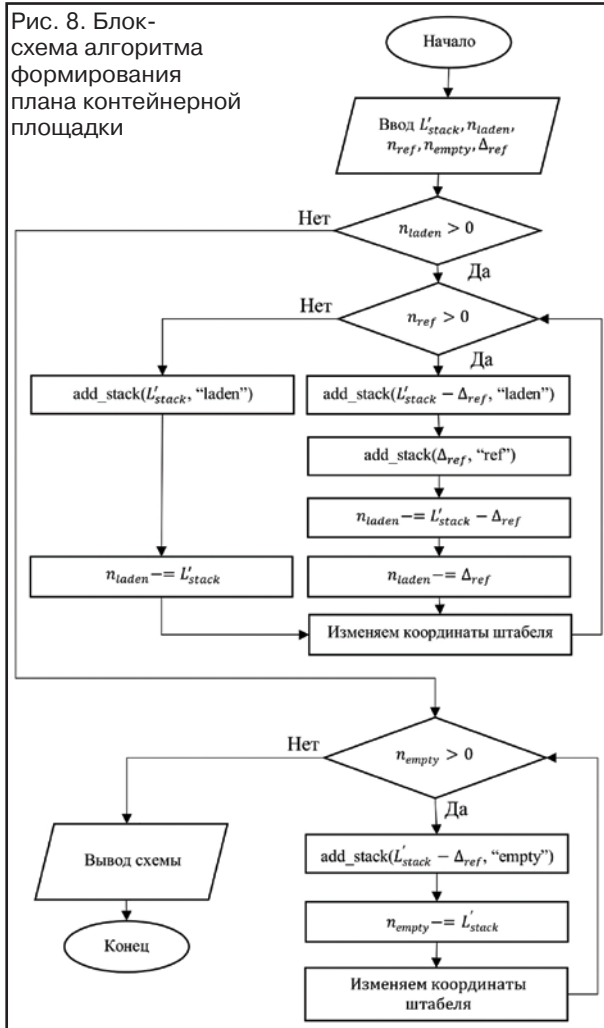 Рис. 8. Блок-
схема алгоритма
формирования
плана контейнерной
площадки
Начало
Ввод L'stack, nladen,
nref, nempty, Δref
Нет
nladen > 0
Да
Нет
nref > 0
Да
add_stack(L'stack, “laden”)
add_stack(L'stack − Δref, “laden”)
add_stack(Δref, “ref”)
nladen −= L'stack − Δref
nladen −= L'stack
nladen −= Δref
Изменяем координаты штабеля
Нет
nempty > 0
Да
Вывод схемы
add_stack(L'stack − Δref, “empty”)
nempty −= L'stack
Конец
Изменяем координаты
штабеля